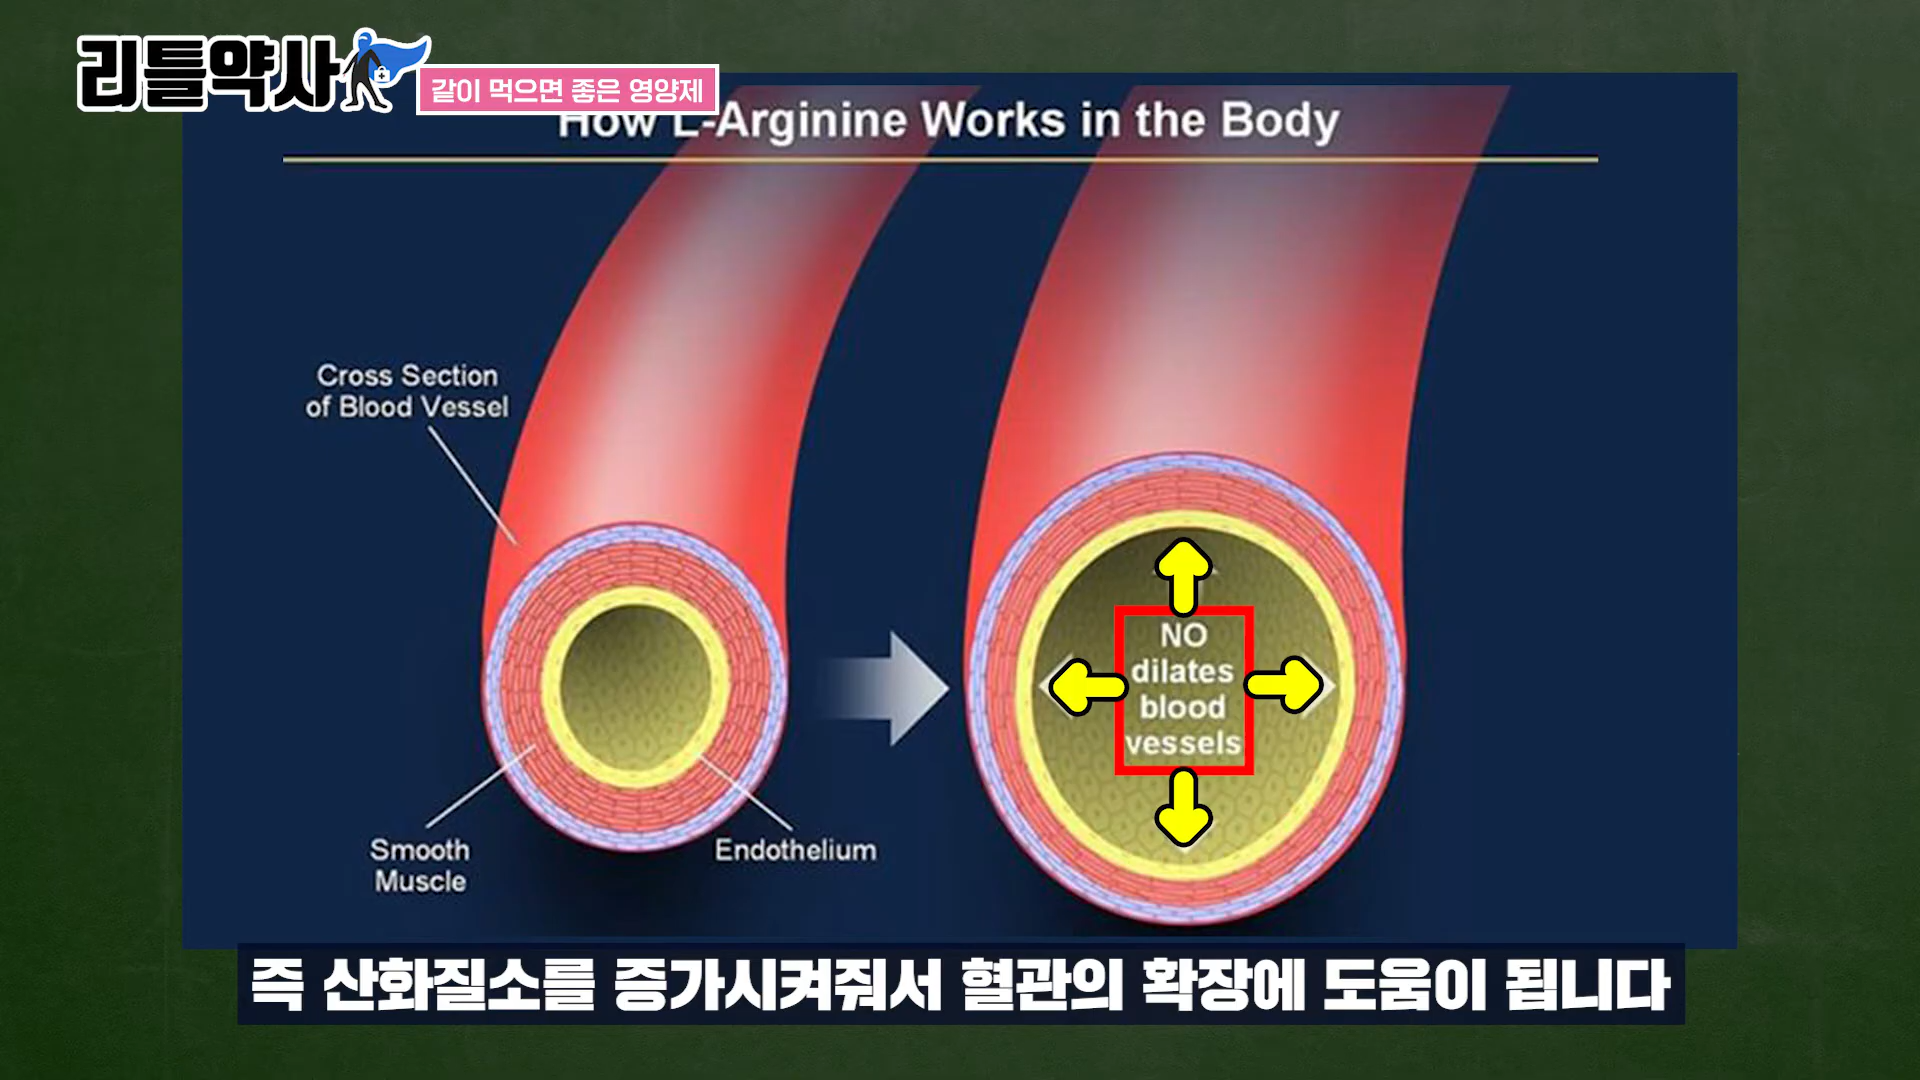 리틀약사
같이 먹으면 좋은 영양제
How L-Arginine Works in the Body
Cross Section
of Blood Vessel
NO
dilates
blood
vessels
Smooth
Muscle
Endothelium
즉 산화질소를 증가시켜줘서 혈관의 확장에 도움이 됩니다